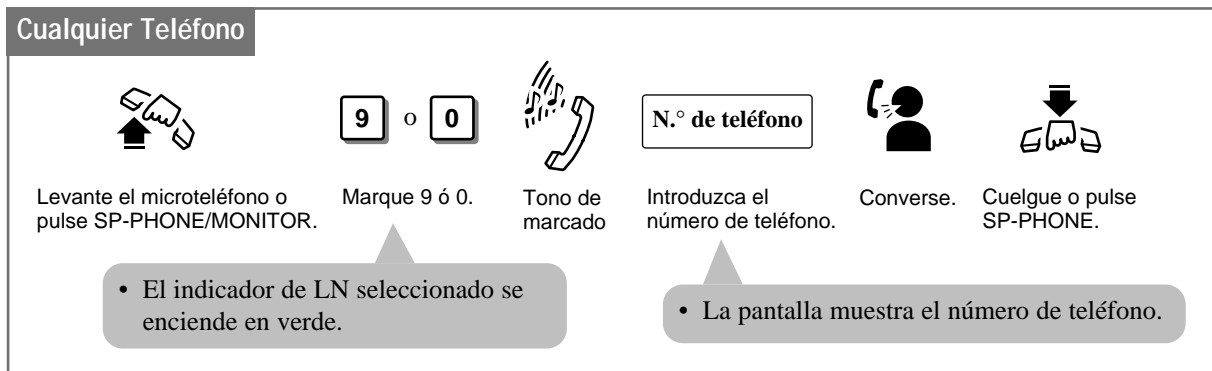 Cualquier Teléfono
9 o 0
N.° de teléfono
Levante el microteléfono o
pulse SP-PHONE/MONITOR.
Marque 9 ó 0.
Tono de
marcado
Introduzca el
número de teléfono.
Converse.
Cuelgue o pulse
SP-PHONE.
• El indicador de LN seleccionado se
enciende en verde.
• La pantalla muestra el número de teléfono.